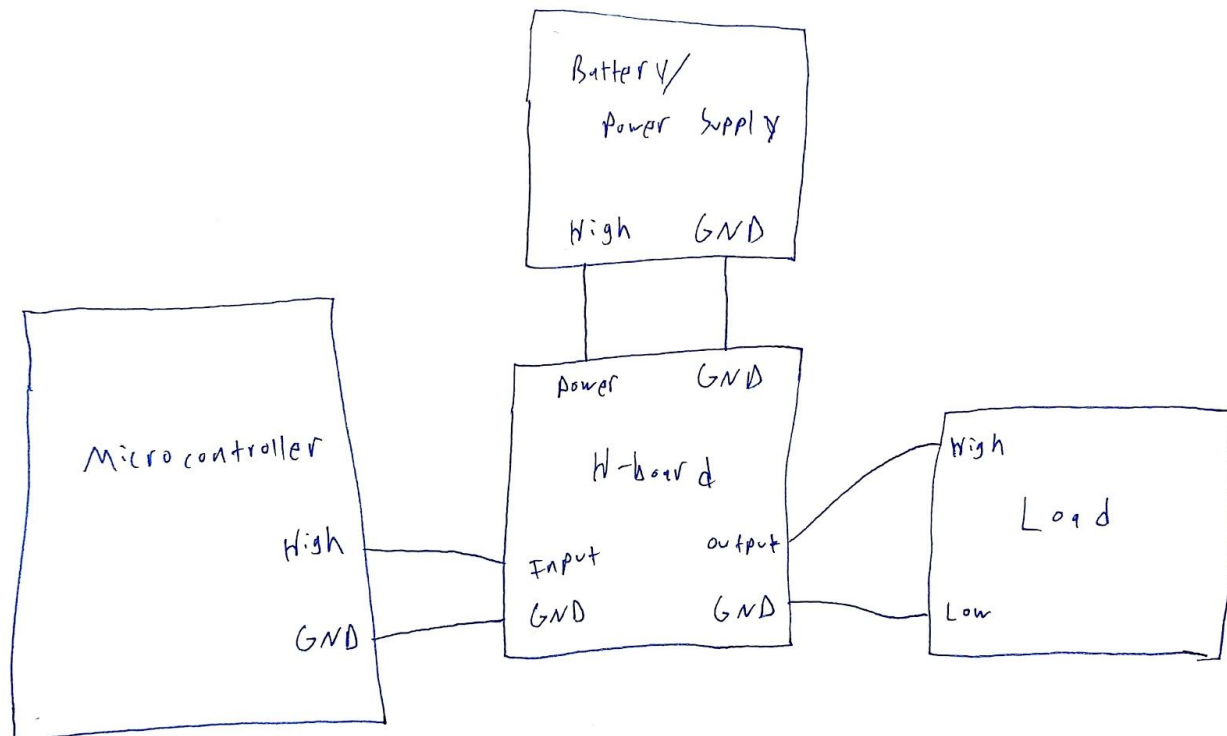 Battery/
Power Supply
High GND
Power GND
Microcontroller
H-board
High
Input
Output
High
Load
GND
GND
GND
Low